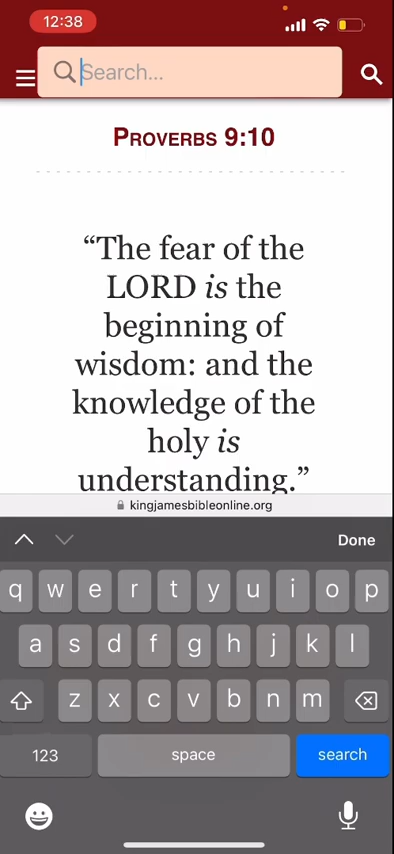 12:38
Search...
PROVERBS 9:10
“The fear of the
LORD is the
beginning of
wisdom: and the
knowledge of the
holy is
understanding.”
kingjamesbibleonline.org
Done
q w e r t y u i o p
a s d f g h j k l
z x c v b n m
123 space search